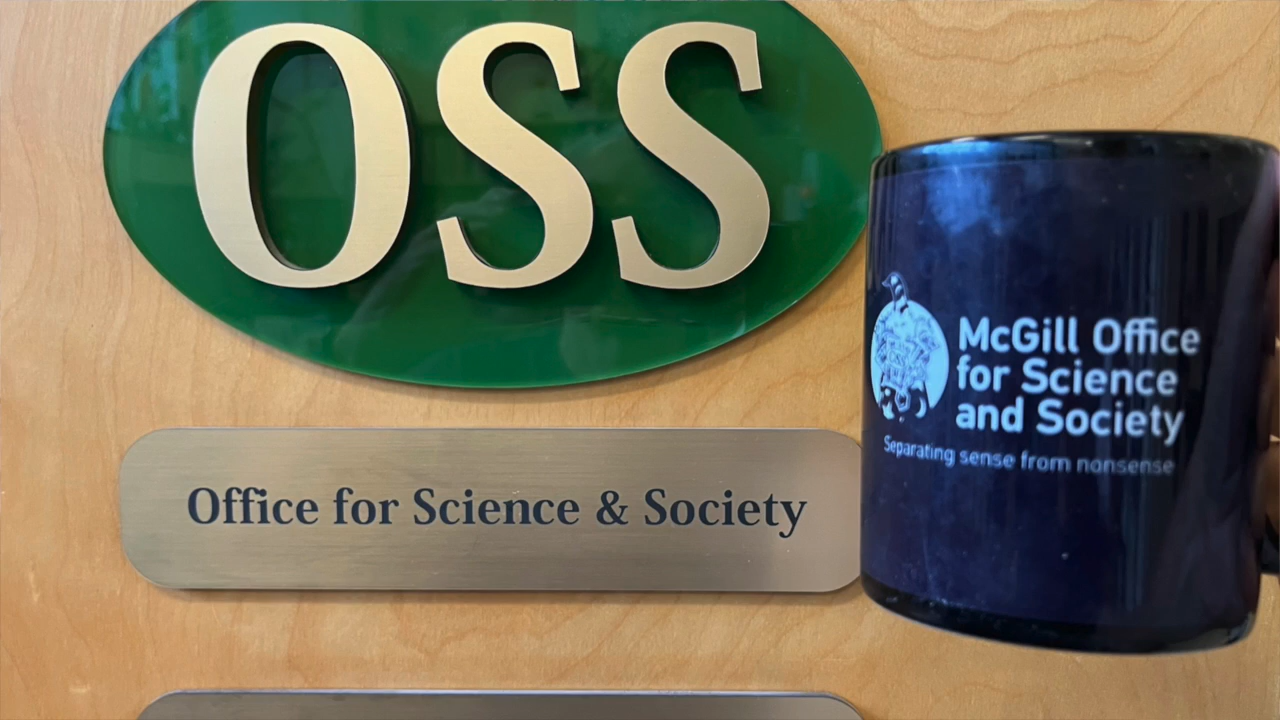 OSS
Office for Science & Society
McGill Office
for Science
and Society
Separating sense from nonsense